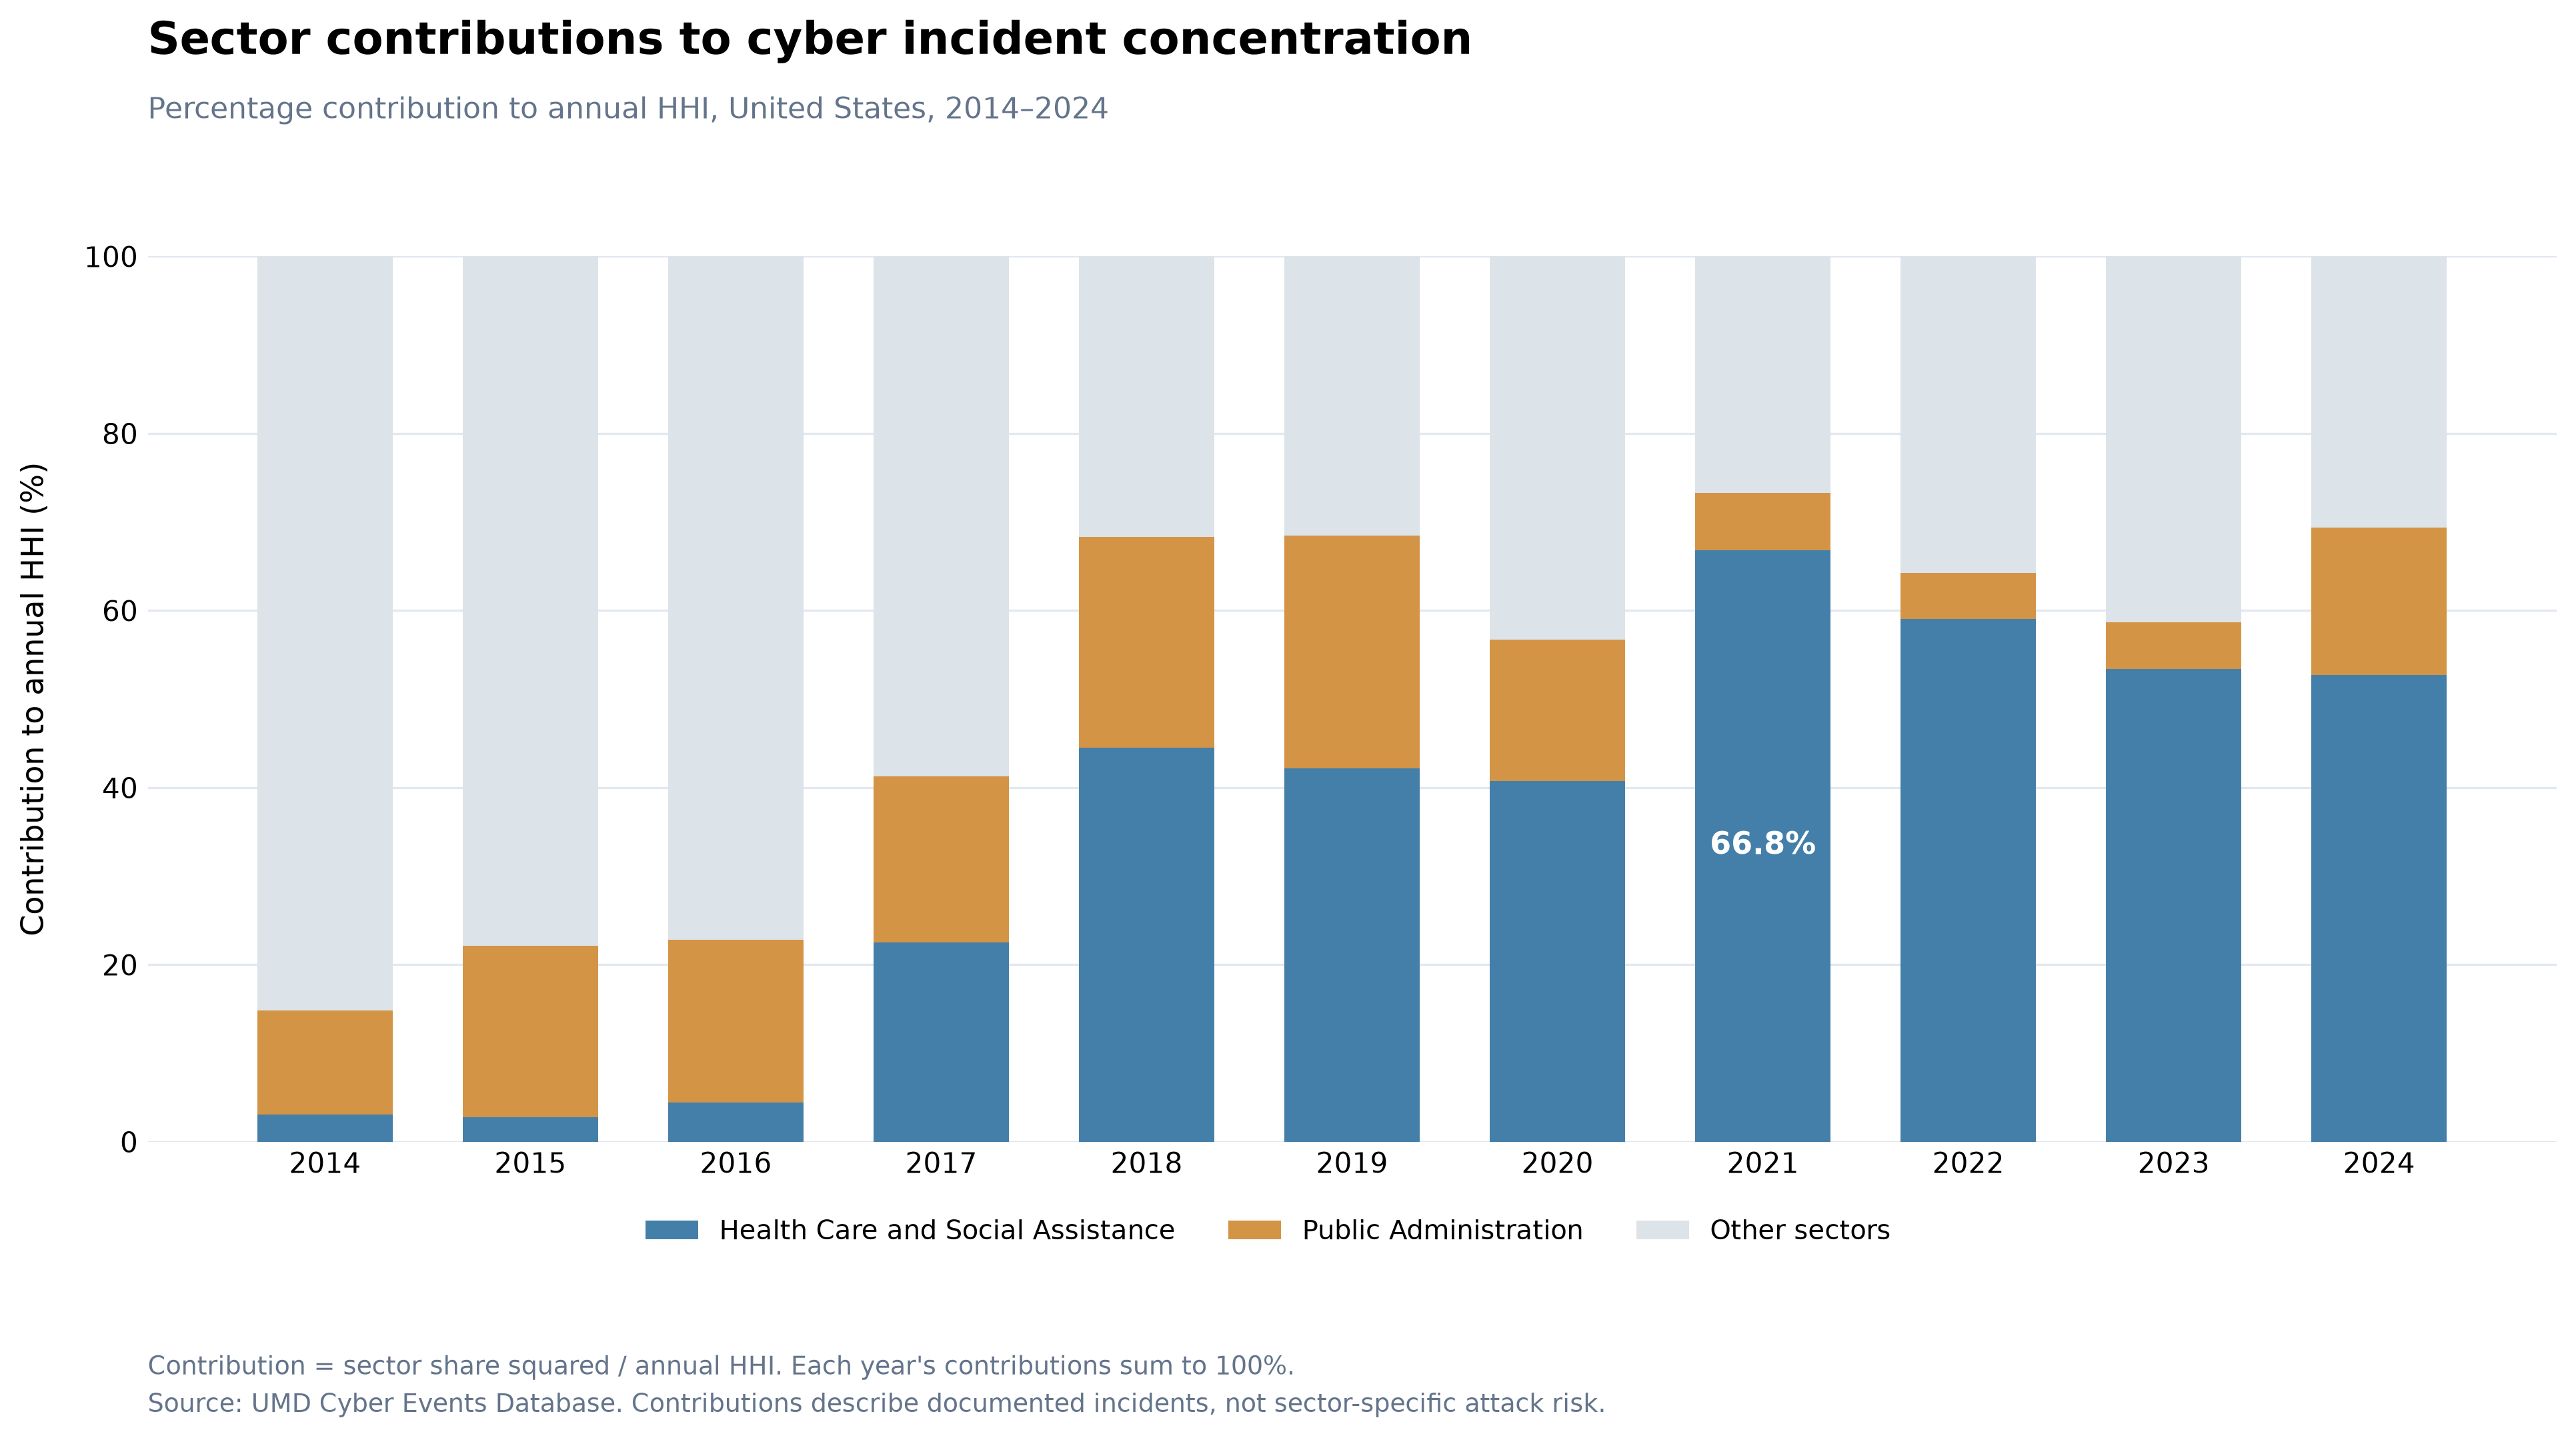 Sector contributions to cyber incident concentration
Percentage contribution to annual HHI, United States, 2014–2024
Contribution to annual HHI (%)
100
80
60
40
20
0
66.8%
2014 2015 2016 2017 2018 2019 2020 2021 2022 2023 2024
Health Care and Social Assistance Public Administration Other sectors
Contribution = sector share squared / annual HHI. Each year's contributions sum to 100%.
Source: UMD Cyber Events Database. Contributions describe documented incidents, not sector-specific attack risk.